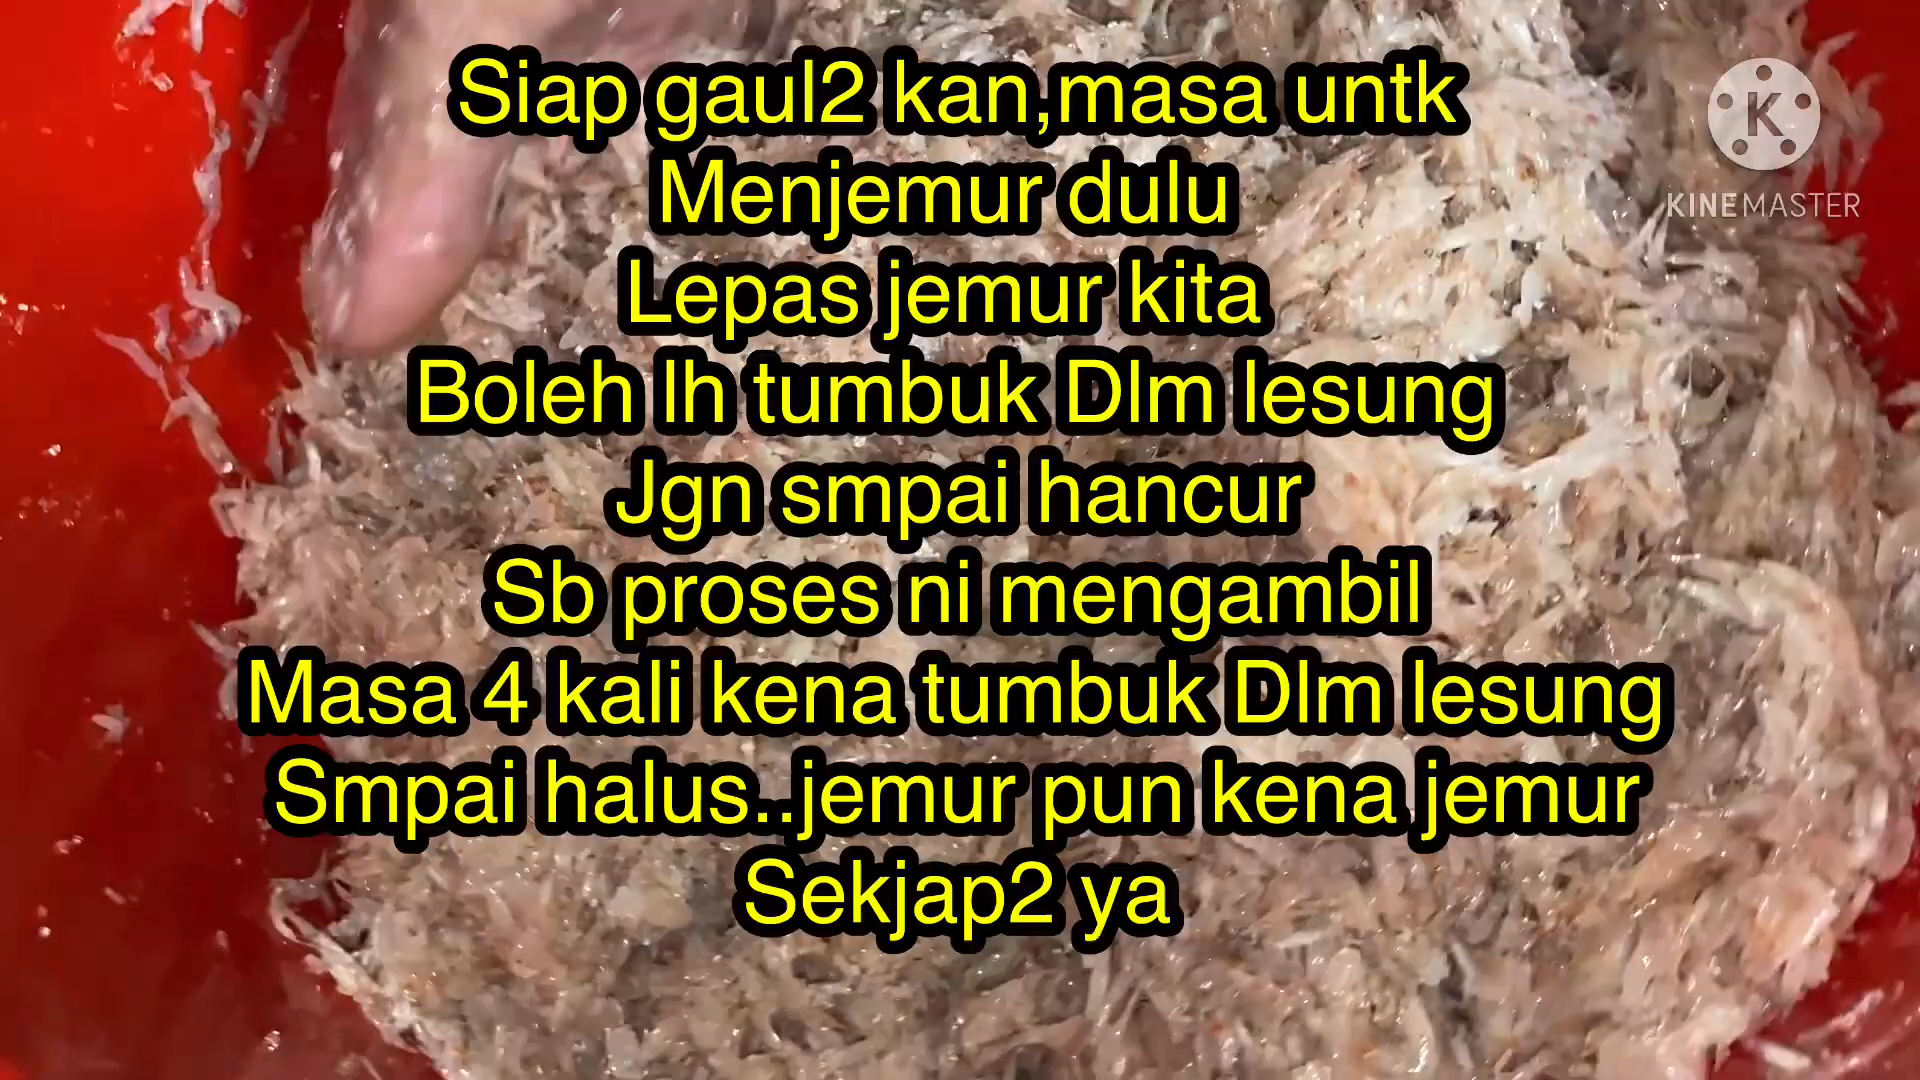 Siap gaul2 kan,masa untk
Menjemur dulu
Lepas jemur kita
Boleh lh tumbuk Dlm lesung
Jgn smpai hancur
Sb proses ni mengambil
Masa 4 kali kena tumbuk Dlm lesung
Smpai halus..jemur pun kena jemur
Sekjap2 ya
K
KINEMASTER